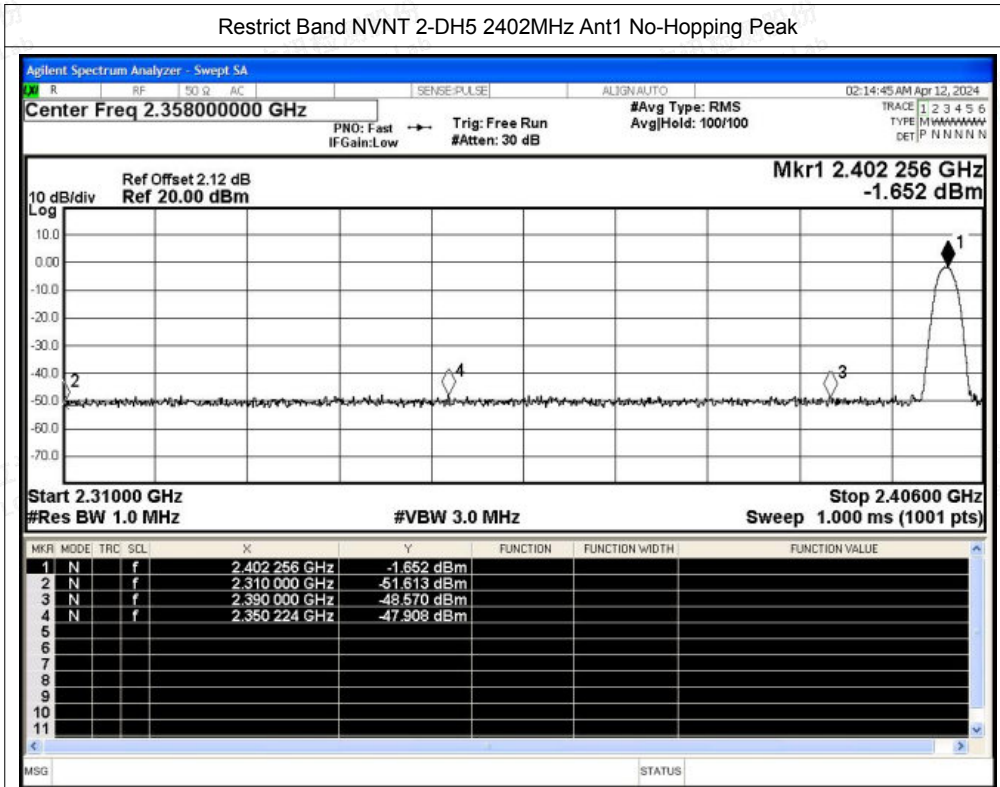 Restrict Band NVNT 2-DH5 2402MHz Ant1 No-Hopping Peak
Agilent Spectrum Analyzer - Swept SA
LXI R RF 50 Ω AC SENSE:PULSE ALIGN AUTO 02:14:45 AM Apr 12, 2024
Center Freq 2.358000000 GHz #Avg Type: RMS TRACE 1 2 3 4 5 6
PNO: Fast Trig: Free Run Avg|Hold: 100/100 TYPE M
IFGain:Low #Atten: 30 dB DET P N N N N N
Mkr1 2.402 256 GHz
Ref Offset 2.12 dB
10 dB/div Ref 20.00 dBm -1.652 dBm
Log
10.0
1
0.00
-10.0
-20.0
-30.0
-40.0
2 4 3
-50.0
-60.0
-70.0
Start 2.31000 GHz Stop 2.40600 GHz
#Res BW 1.0 MHz #VBW 3.0 MHz Sweep 1.000 ms (1001 pts)
MKR MODE TRC SCL X Y FUNCTION FUNCTION WIDTH FUNCTION VALUE
1 N f 2.402 256 GHz -1.652 dBm
2 N f 2.310 000 GHz -51.613 dBm
3 N f 2.390 000 GHz -48.570 dBm
4 N f 2.350 224 GHz -47.908 dBm
5
6
7
8
9
10
11
MSG STATUS